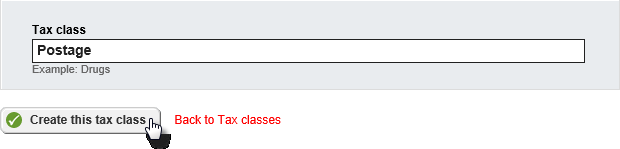 Tax class
Postage
Example: Drugs
Create this tax class Back to Tax classes